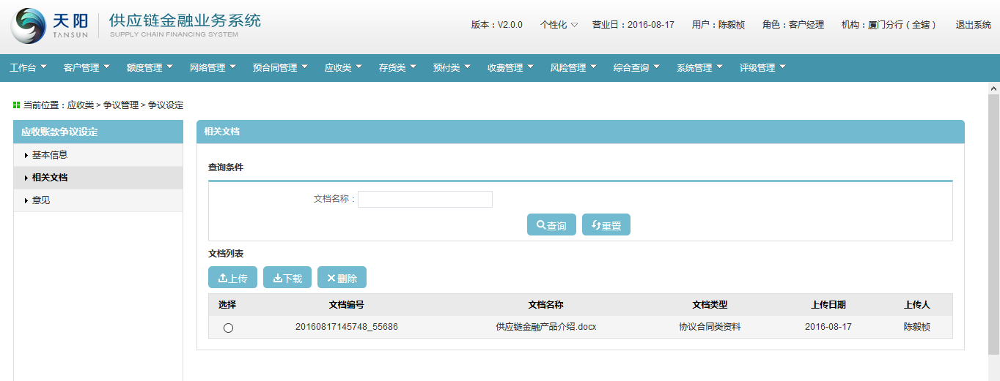 天阳
TANSUN
供应链金融业务系统
SUPPLY CHAIN FINANCING SYSTEM
版本：V2.0.0 个性化 营业日：2016-08-17 用户：陈毅桢 角色：客户经理 机构：厦门分行（全辖） 退出系统
工作台 客户管理 额度管理 网络管理 预合同管理 应收类 存货类 预付类 收费管理 风险管理 综合查询 系统管理 评级管理
当前位置：应收类 > 争议管理 > 争议设定
应收账款争议设定
基本信息
相关文档
意见
相关文档
查询条件
文档名称：
查询 重置
文档列表
上传 下载 删除
选择 文档编号 文档名称 文档类型 上传日期 上传人
20160817145748_55686 供应链金融产品介绍.docx 协议合同类资料 2016-08-17 陈毅桢